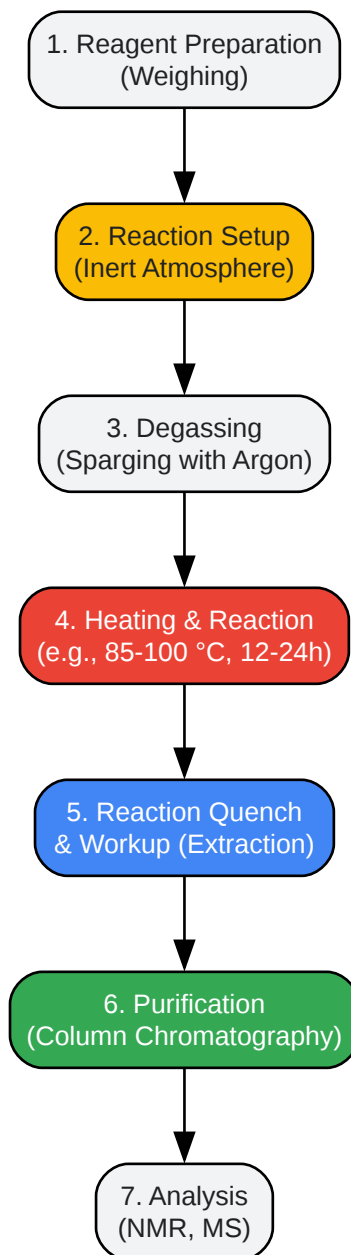 1. Reagent Preparation
(Weighing)
2. Reaction Setup
(Inert Atmosphere)
3. Degassing
(Sparging with Argon)
4. Heating & Reaction
(e.g., 85-100 °C, 12-24h)
5. Reaction Quench
& Workup (Extraction)
6. Purification
(Column Chromatography)
7. Analysis
(NMR, MS)